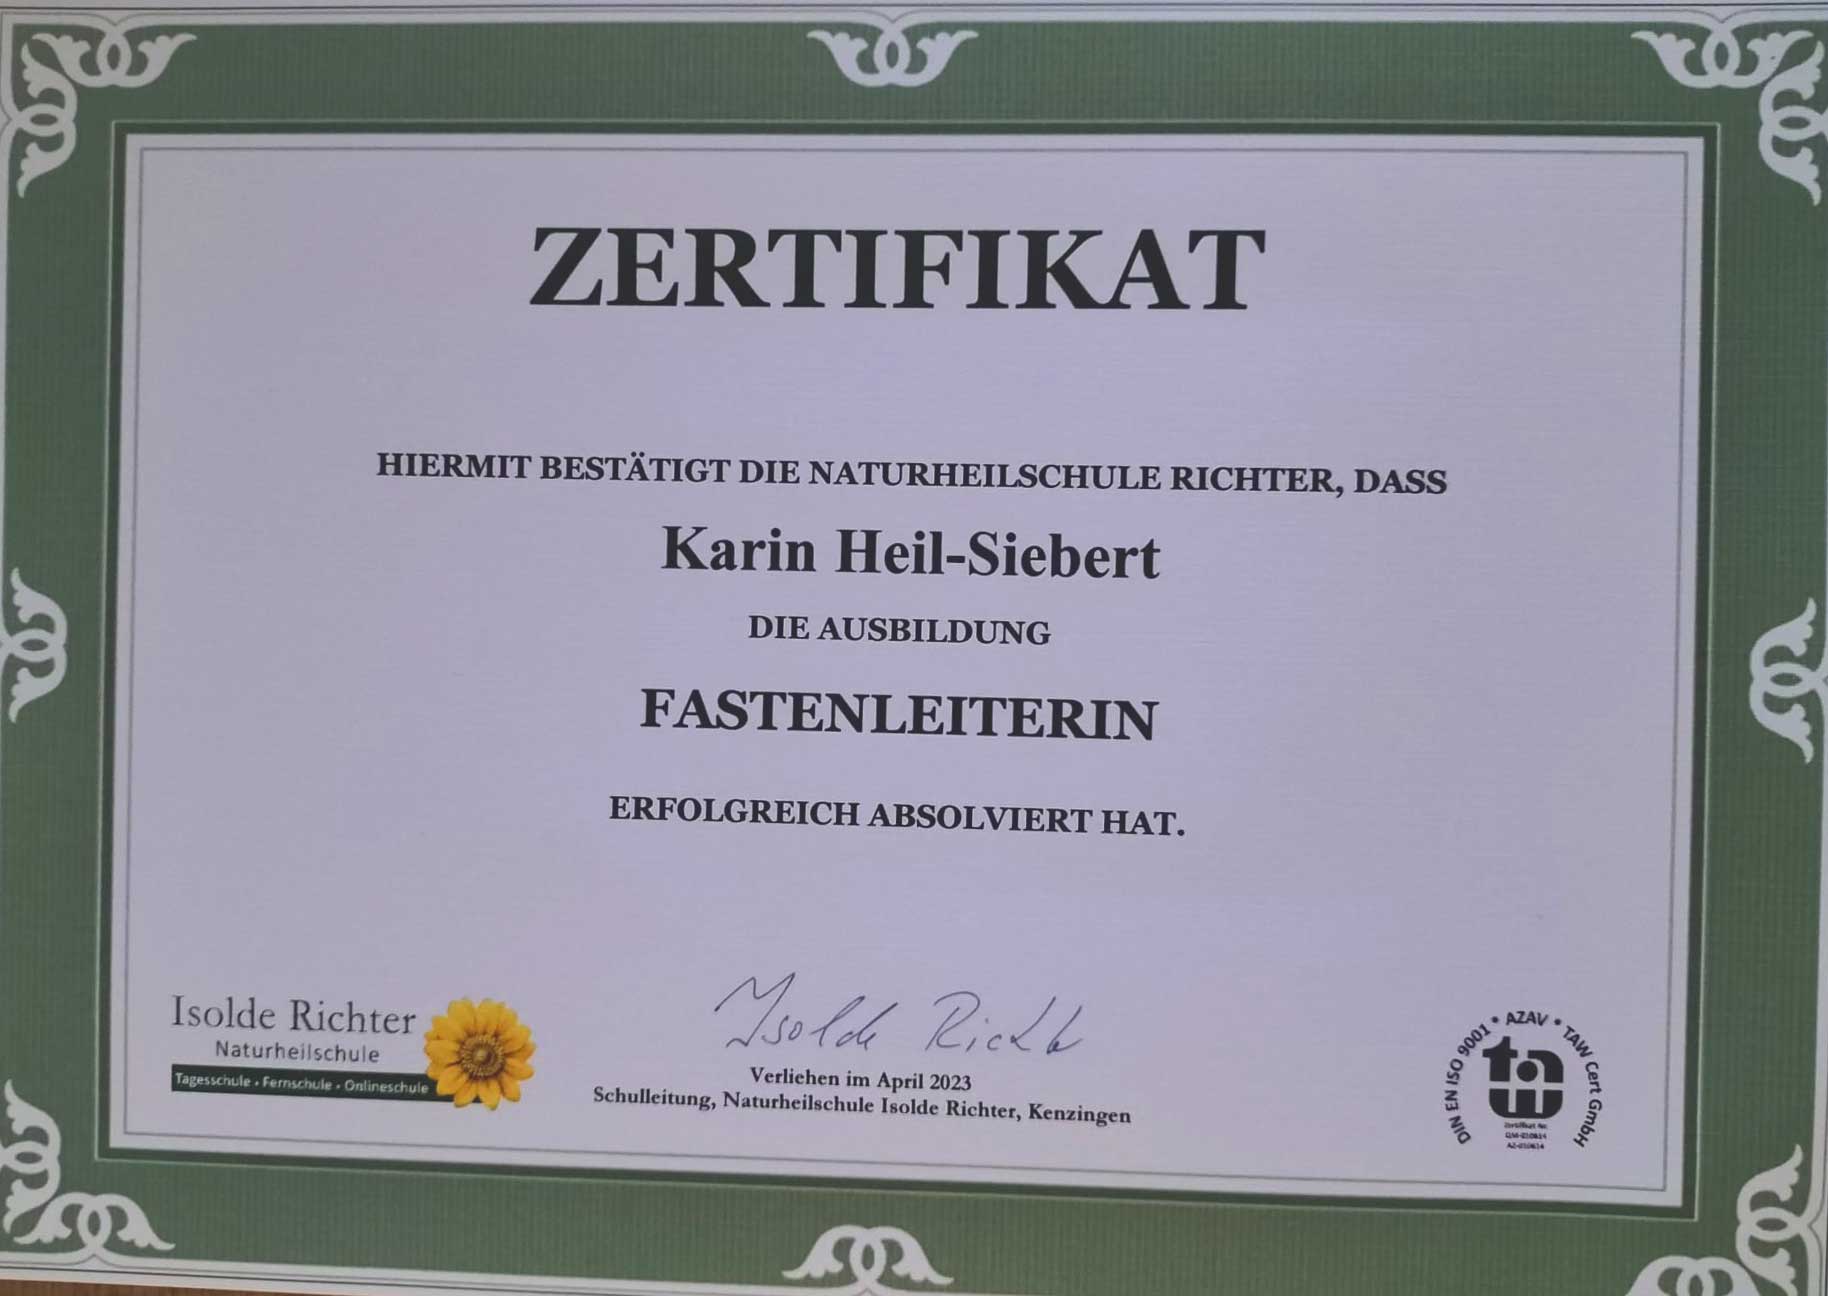 ZERTIFIKAT
HIERMIT BESTÄTIGT DIE NATURHEILSCHULE RICHTER, DASS
Karin Heil-Siebert
DIE AUSBILDUNG
FASTENLEITERIN
ERFOLGREICH ABSOLVIERT HAT.
Isolde Richter
Naturheilschule
Tagesschule • Fernschule • Onlineschule
Isolde Richter
Verliehen im April 2023
Schulleitung, Naturheilschule Isolde Richter, Kenzingen
DIN EN ISO 9001 • AZAV • TAW Cert GmbH
taw
Zertifikat Nr.